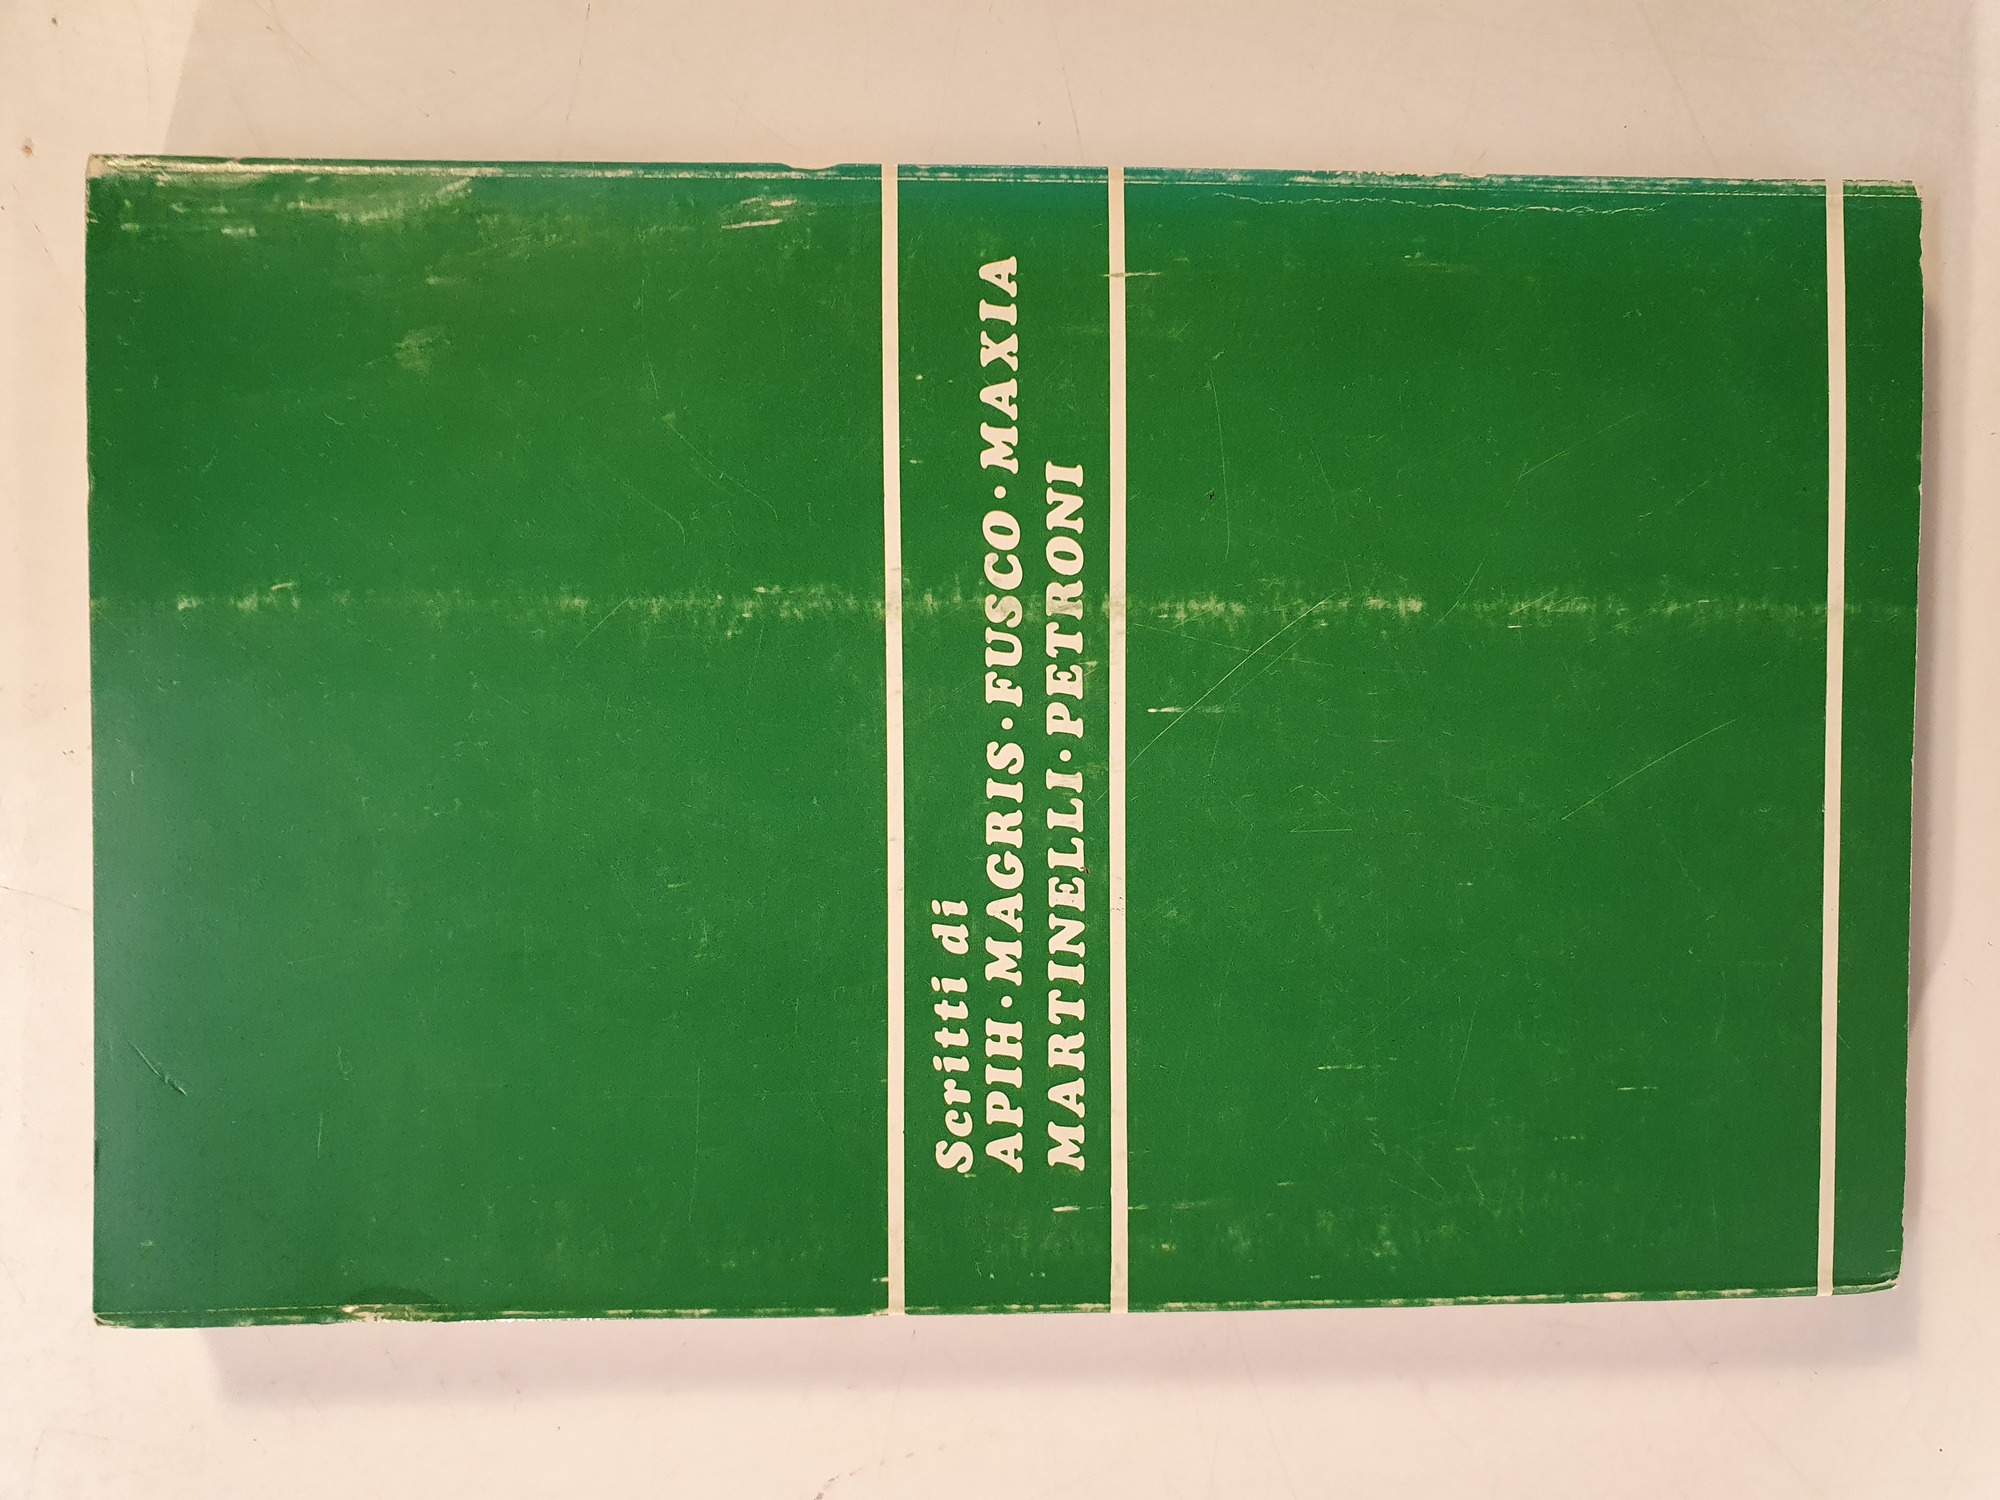 Scritti di
APIH·MAGRIS·FUSCO·MAXIA
MARTINELLI·PETRONI